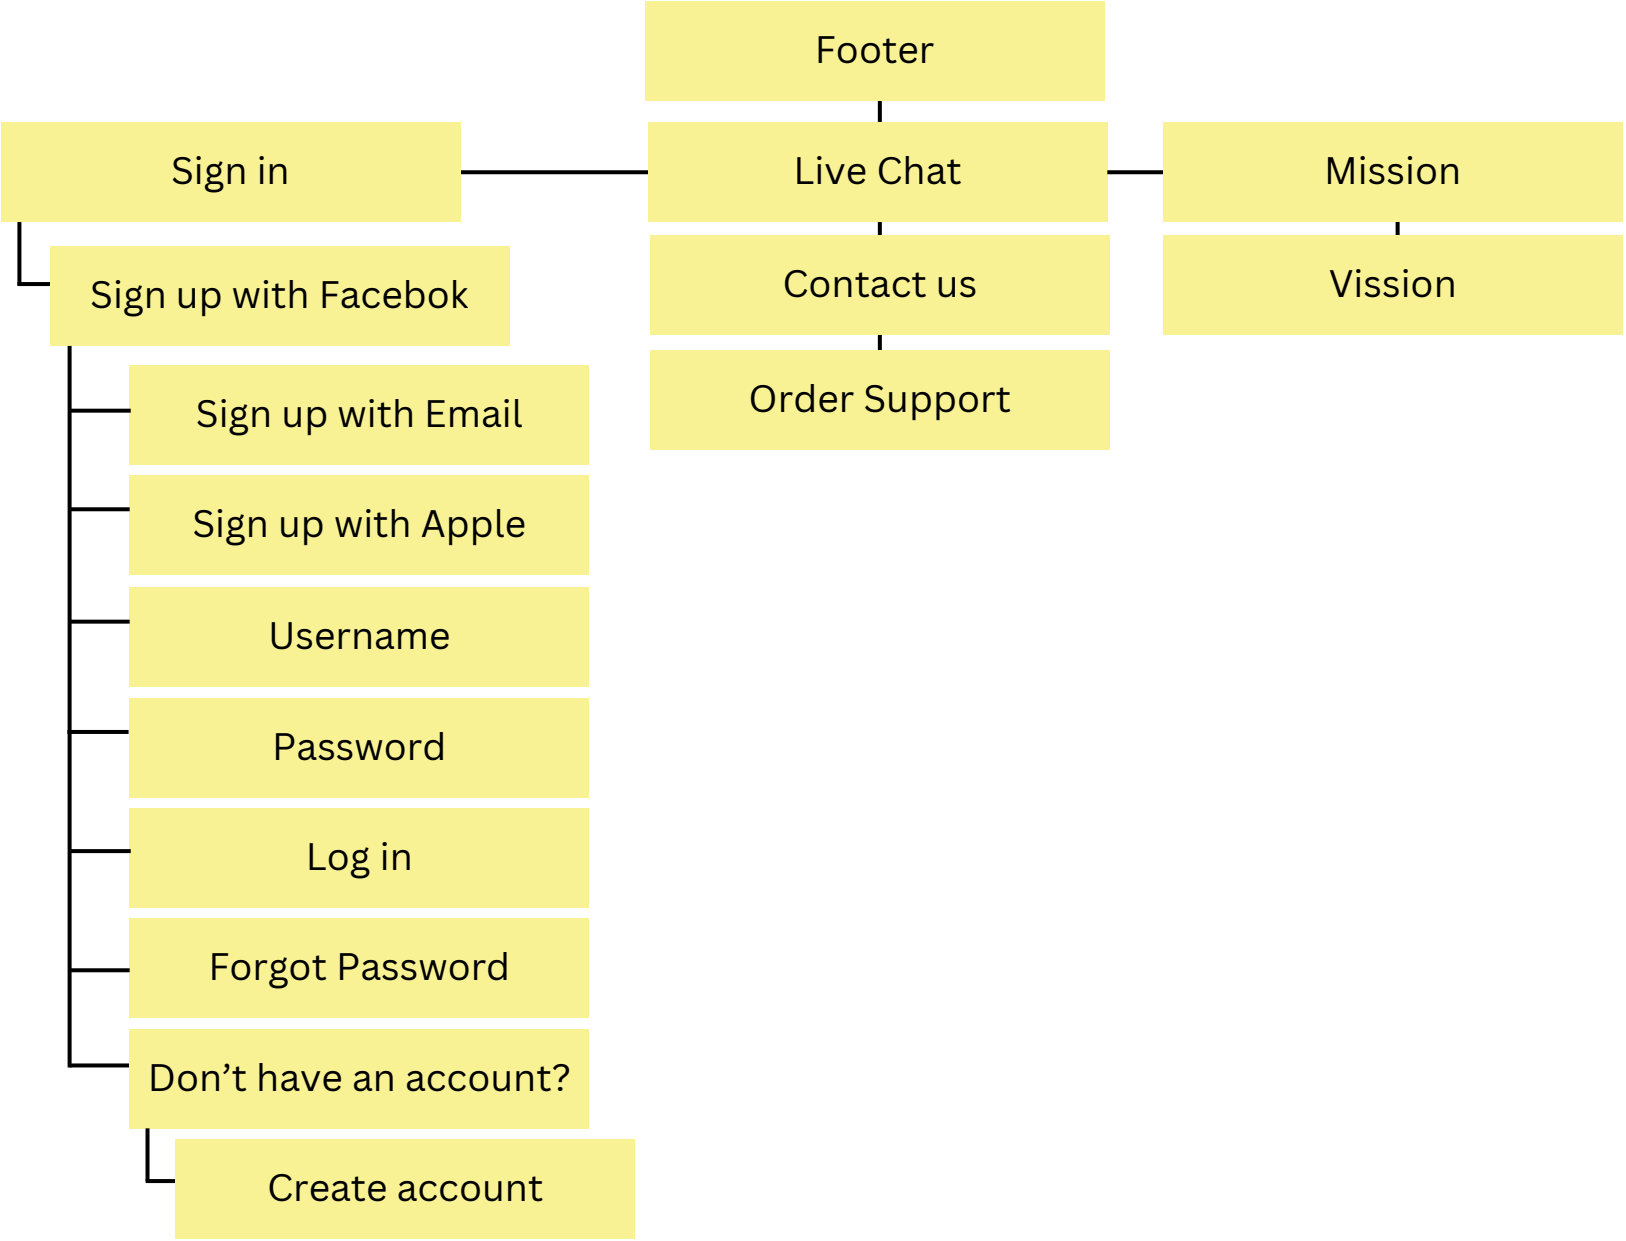 Footer
Sign in
Live Chat
Mission
Sign up with Facebok
Contact us
Vission
Order Support
Sign up with Email
Sign up with Apple
Username
Password
Log in
Forgot Password
Don’t have an account?
Create account